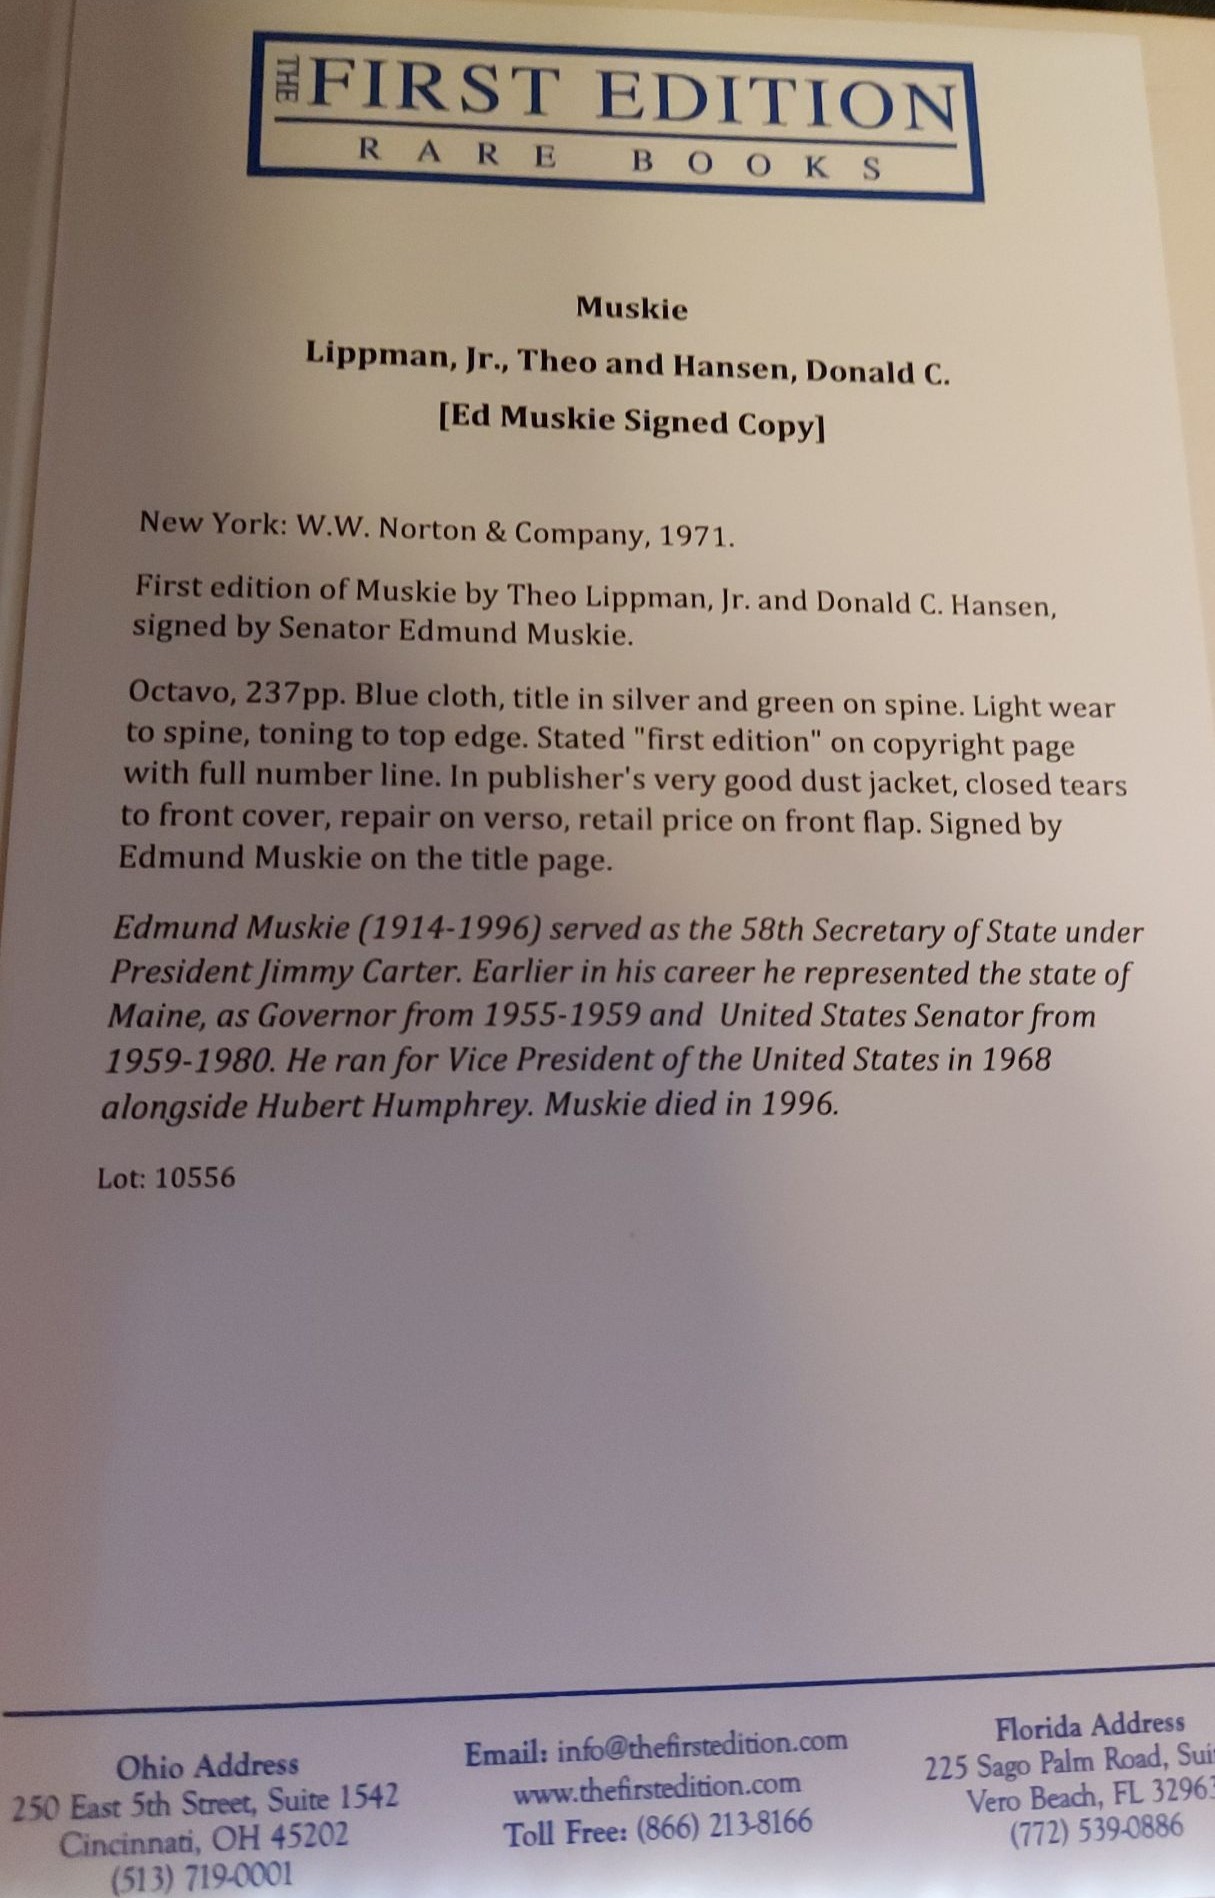 THE FIRST EDITION
RARE BOOKS
Muskie
Lippman, Jr., Theo and Hansen, Donald C.
[Ed Muskie Signed Copy]
New York: W.W. Norton & Company, 1971.
First edition of Muskie by Theo Lippman, Jr. and Donald C. Hansen,
signed by Senator Edmund Muskie.
Octavo, 237pp. Blue cloth, title in silver and green on spine. Light wear
to spine, toning to top edge. Stated "first edition" on copyright page
with full number line. In publisher's very good dust jacket, closed tears
to front cover, repair on verso, retail price on front flap. Signed by
Edmund Muskie on the title page.
Edmund Muskie (1914-1996) served as the 58th Secretary of State under
President Jimmy Carter. Earlier in his career he represented the state of
Maine, as Governor from 1955-1959 and  United States Senator from
1959-1980. He ran for Vice President of the United States in 1968
alongside Hubert Humphrey. Muskie died in 1996.
Lot: 10556
Ohio Address
250 East 5th Street, Suite 1542
Cincinnati, OH 45202
(513) 719-0001
Email: info@thefirstedition.com
www.thefirstedition.com
Toll Free: (866) 213-8166
Florida Address
225 Sago Palm Road, Sui
Vero Beach, FL 32963
(772) 539-0886